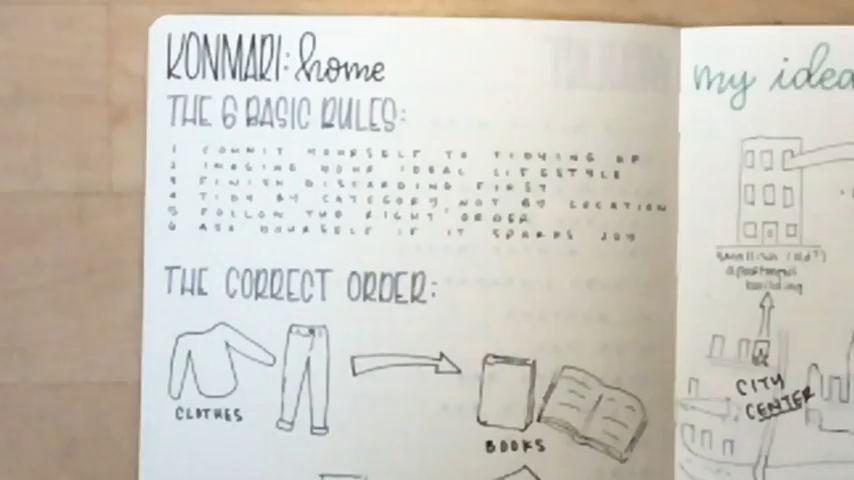 KONMARI: home
THE 6 BASIC RULES:
1 COMMIT YOURSELF TO TIDYING UP
2 IMAGINE YOUR IDEAL LIFESTYLE
3 FINISH DISCARDING FIRST
4 TIDY BY CATEGORY, NOT BY LOCATION
5 FOLLOW THE RIGHT ORDER
6 ASK YOURSELF IF IT SPARKS JOY
THE CORRECT ORDER:
CLOTHES
BOOKS
my idea
apartment
building
CITY
CENTER